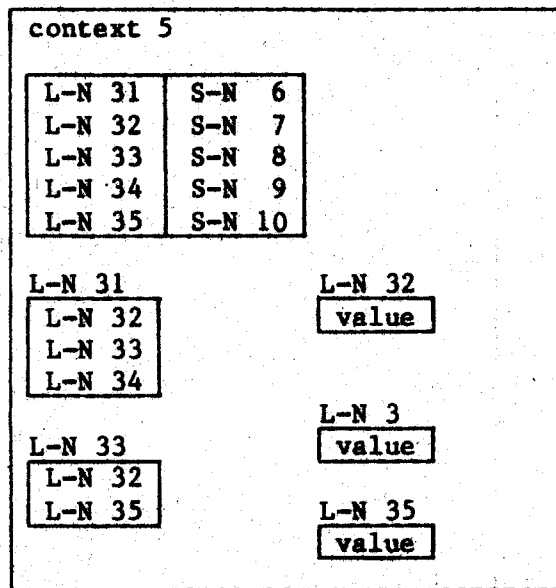 context 5
L-N 31 S-N 6
L-N 32 S-N 7
L-N 33 S-N 8
L-N 34 S-N 9
L-N 35 S-N 10
L-N 31
L-N 32
L-N 33
L-N 34
L-N 32
value
L-N 3
value
L-N 33
L-N 32
L-N 35
L-N 35
value